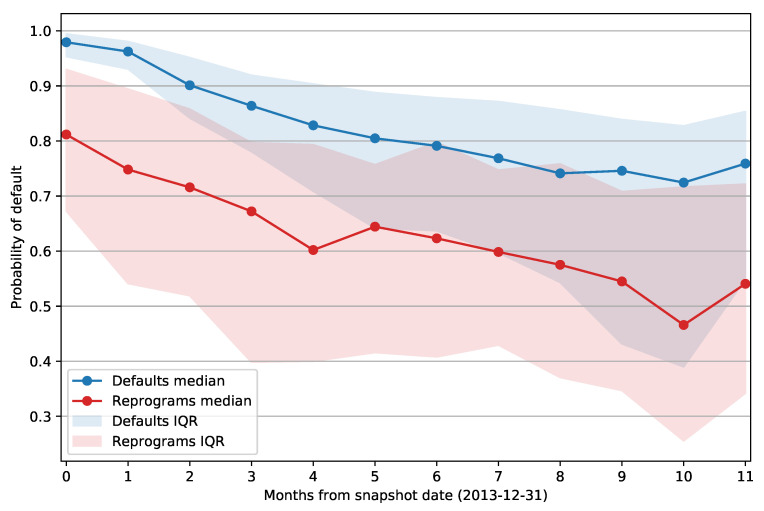 1.0
0.9
0.8
0.7
0.6
0.5
0.4
0.3
Probability of default
Defaults median
Reprograms median
Defaults IQR
Reprograms IQR
0 1 2 3 4 5 6 7 8 9 10 11
Months from snapshot date (2013-12-31)